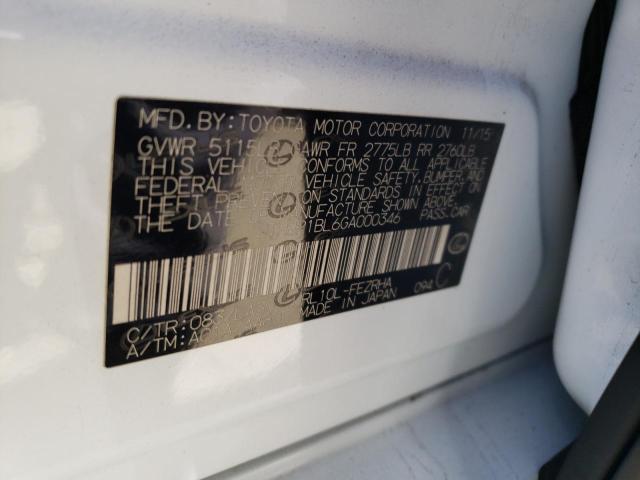 MFD. BY: TOYOTA MOTOR CORPORATION 11/15
GVWR 5115 GAWR FR 2775LB RR 2760LB
THIS VEHICLE CONFORMS TO ALL APPLICABLE
FEDERAL VEHICLE SAFETY, BUMPER, AND
THEFT PREVENTION STANDARDS IN EFFECT ON
THE DATE OF MANUFACTURE SHOWN ABOVE.
1BL6GA000346 PASS. CAR
C/TR: 083 RL10L-FEZRHA 094 C
A/TM: MADE IN JAPAN